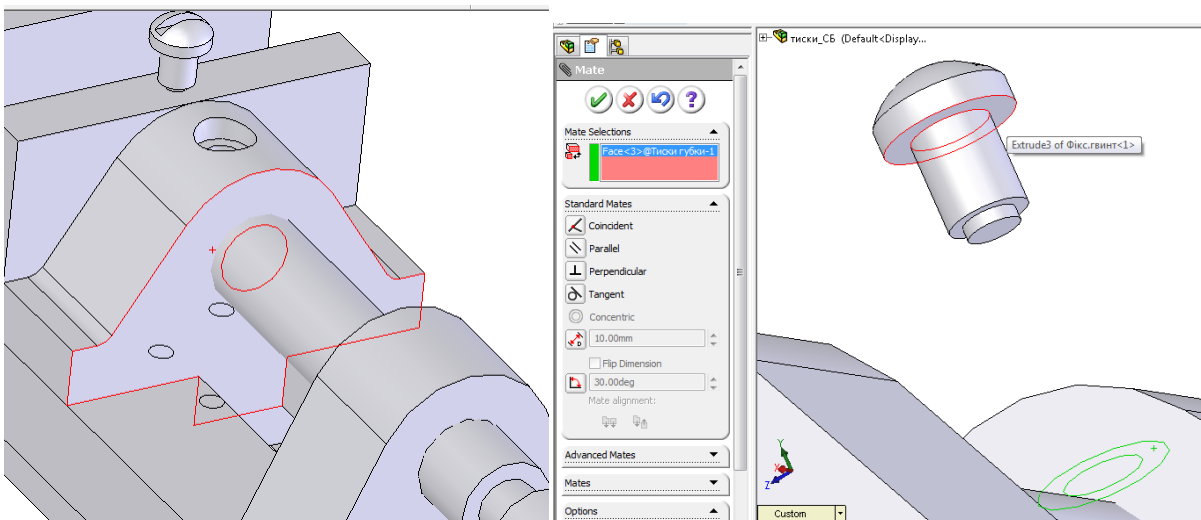 тиски_СБ (Default<Display...
Mate
Mate Selections
Face<3>@Тиски губки-1
Standard Mates
Coincident
Parallel
Perpendicular
Tangent
Concentric
10.00mm
Flip Dimension
30.00deg
Mate alignment:
Advanced Mates
Mates
Options
Extrude3 of Фікс.гвинт<1>
Y
X
Z
Custom